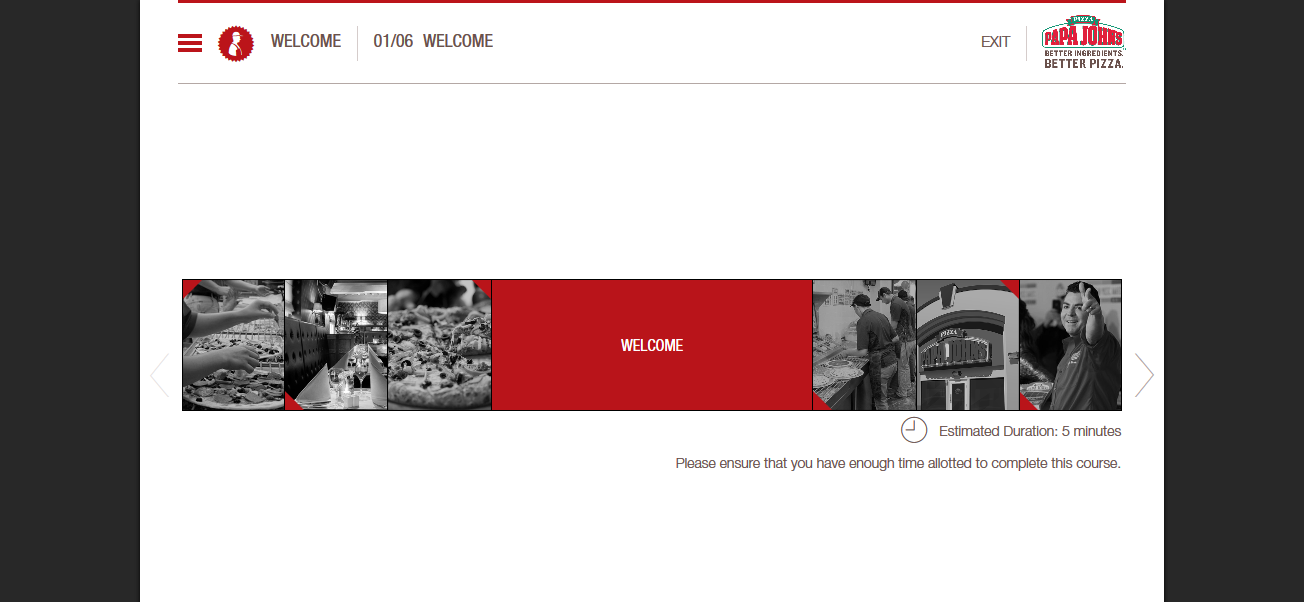 WELCOME
01/06 WELCOME
EXIT
PIZZA
PAPA JOHNS
BETTER INGREDIENTS.
BETTER PIZZA.
WELCOME
PIZZA
Estimated Duration: 5 minutes
Please ensure that you have enough time allotted to complete this course.